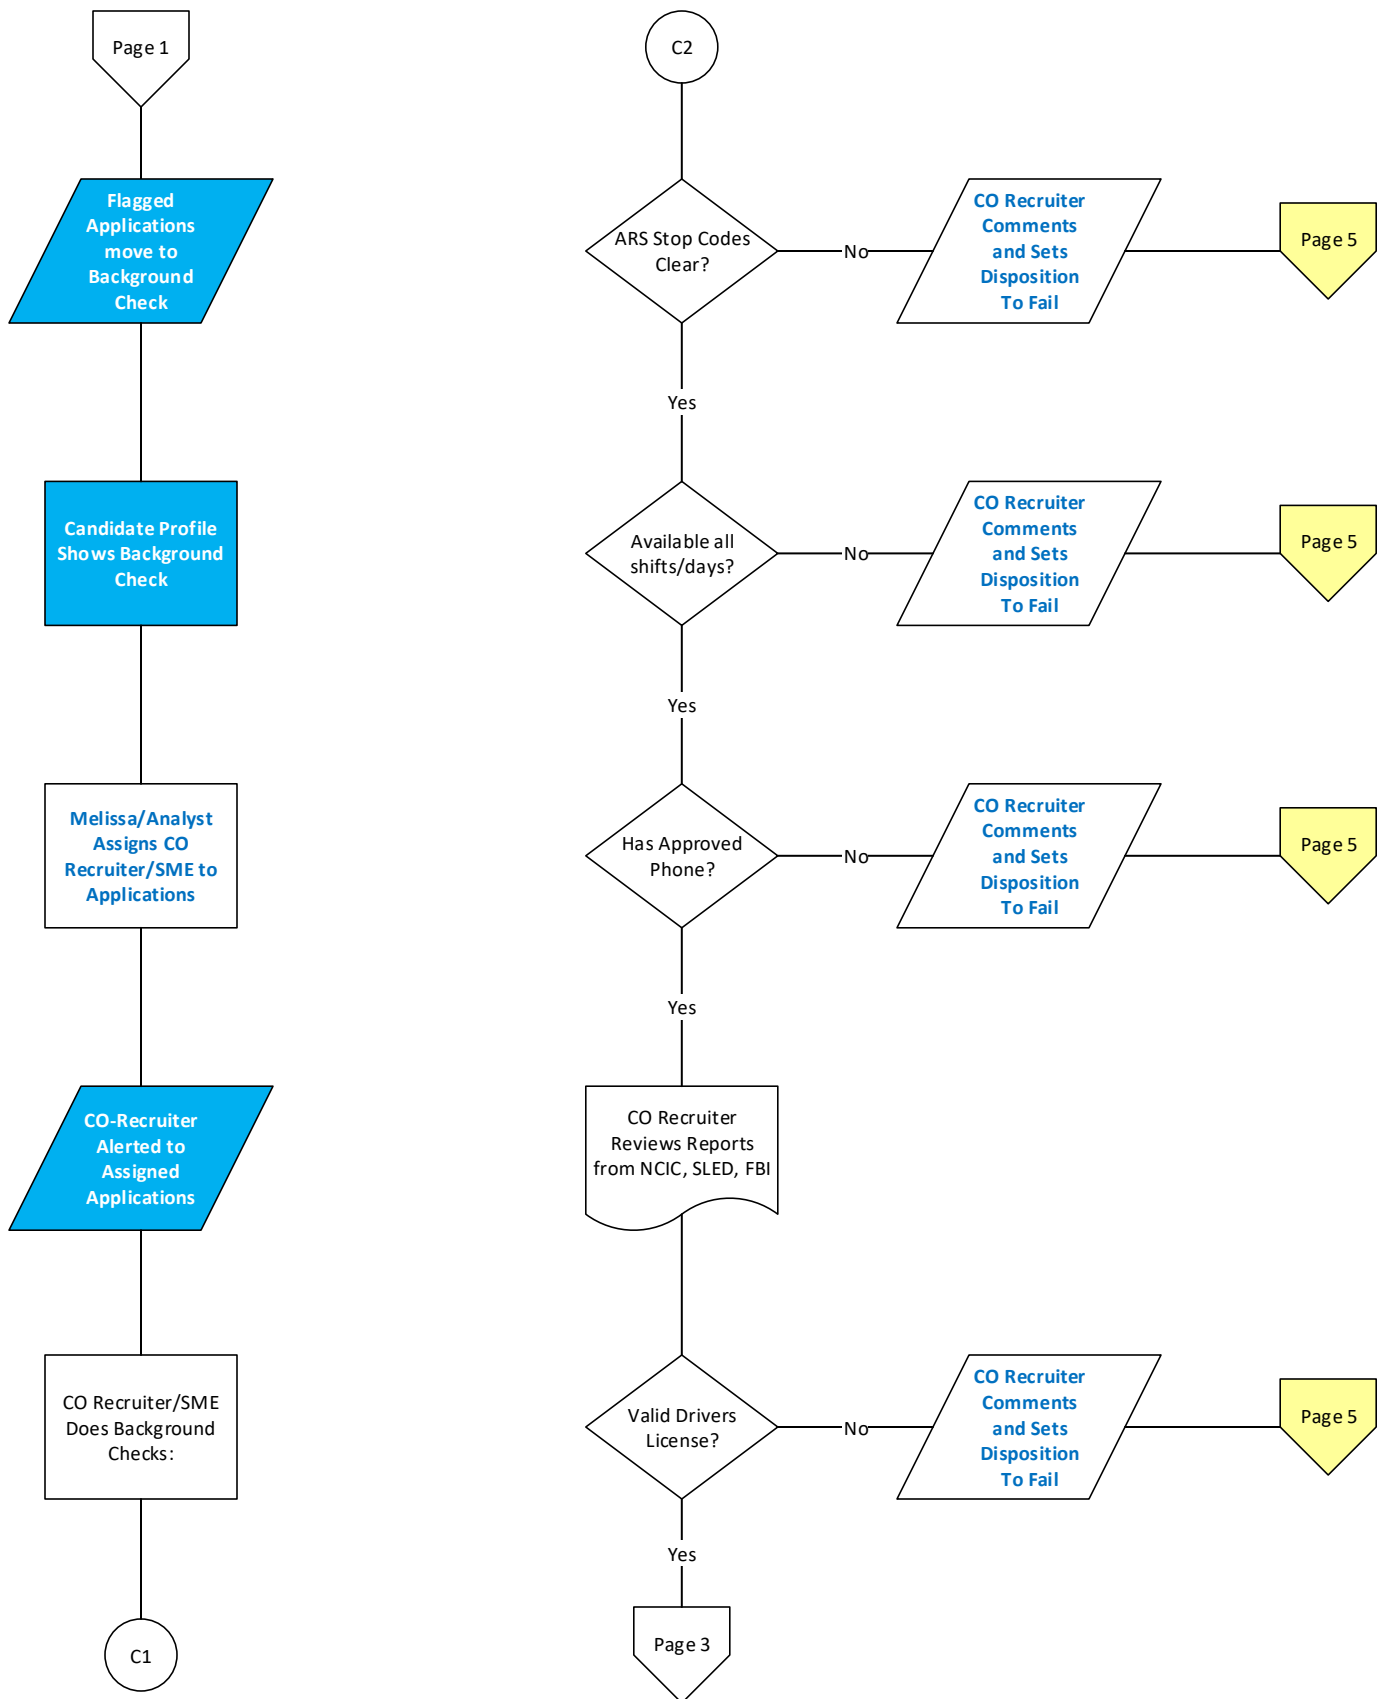 Page 1
Flagged
Applications
move to
Background
Check
Candidate Profile
Shows Background
Check
Melissa/Analyst
Assigns CO
Recruiter/SME to
Applications
CO-Recruiter
Alerted to
Assigned
Applications
CO Recruiter/SME
Does Background
Checks:
C1
C2
ARS Stop Codes
Clear?
No
CO Recruiter
Comments
and Sets
Disposition
To Fail
Page 5
Yes
Available all
shifts/days?
No
CO Recruiter
Comments
and Sets
Disposition
To Fail
Page 5
Yes
Has Approved
Phone?
No
CO Recruiter
Comments
and Sets
Disposition
To Fail
Page 5
Yes
CO Recruiter
Reviews Reports
from NCIC, SLED, FBI
Valid Drivers
License?
No
CO Recruiter
Comments
and Sets
Disposition
To Fail
Page 5
Yes
Page 3